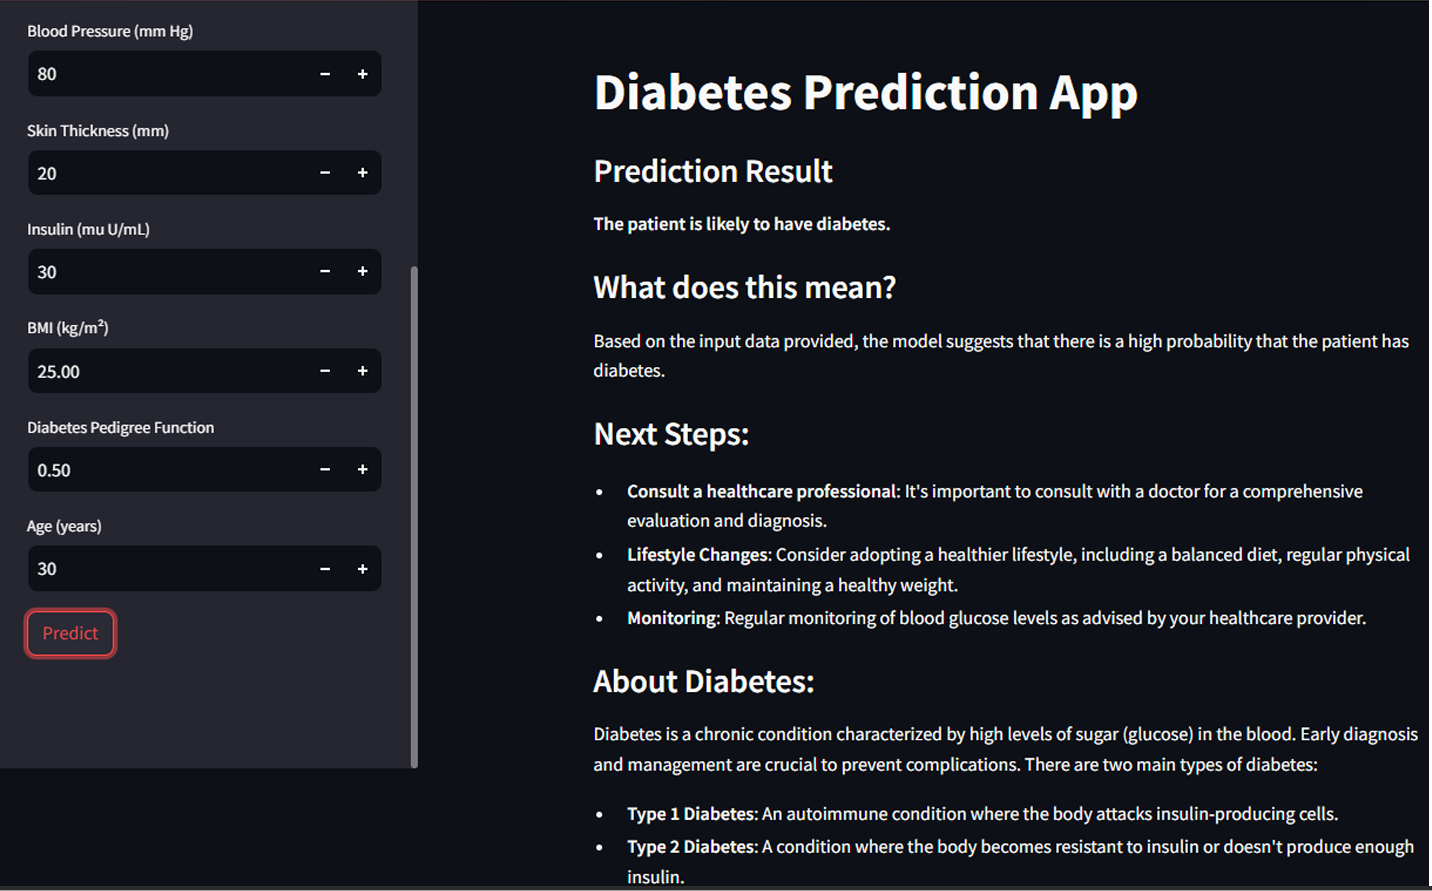 Blood Pressure (mm Hg)
80
− +
Skin Thickness (mm)
20
− +
Insulin (mu U/mL)
30
− +
BMI (kg/m²)
25.00
− +
Diabetes Pedigree Function
0.50
− +
Age (years)
30
− +
Predict
Diabetes Prediction App
Prediction Result
The patient is likely to have diabetes.
What does this mean?
Based on the input data provided, the model suggests that there is a high probability that the patient has
diabetes.
Next Steps:
• Consult a healthcare professional: It's important to consult with a doctor for a comprehensive
evaluation and diagnosis.
• Lifestyle Changes: Consider adopting a healthier lifestyle, including a balanced diet, regular physical
activity, and maintaining a healthy weight.
• Monitoring: Regular monitoring of blood glucose levels as advised by your healthcare provider.
About Diabetes:
Diabetes is a chronic condition characterized by high levels of sugar (glucose) in the blood. Early diagnosis
and management are crucial to prevent complications. There are two main types of diabetes:
• Type 1 Diabetes: An autoimmune condition where the body attacks insulin-producing cells.
• Type 2 Diabetes: A condition where the body becomes resistant to insulin or doesn't produce enough
insulin.